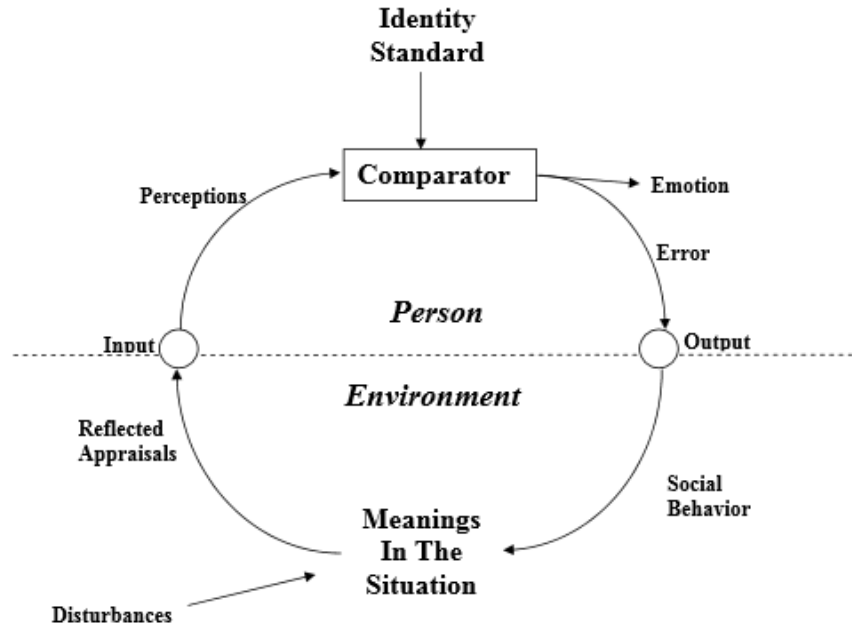 Identity
Standard
Comparator
Perceptions
Emotion
Error
Person
Input
Output
Environment
Reflected
Appraisals
Social
Behavior
Meanings
In The
Situation
Disturbances